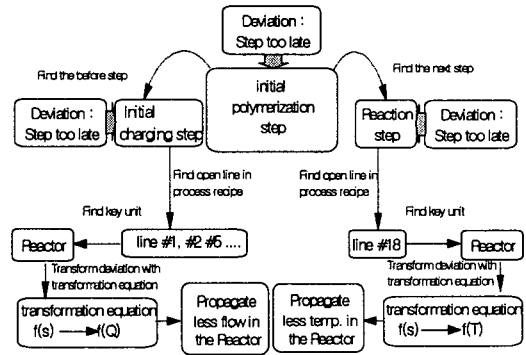 Deviation :
Step too late
Find the before step
Find the next step
initial
polymerization
step
Deviation :
Step too late
Initial
charging step
Reaction
step
Deviation :
Step too late
Find open line in
process recipe
Find open line in
process recipe
Find key unit
Find key unit
Reactor
line #1, #2 #5 ....
line #18
Reactor
Transform deviation with
transformation equation
Transform deviation with
transformation equation
transformation equation
f(s) f(Q)
Propagate
less flow in
the Reactor
Propagate
less temp. in
the Reactor
transformation equation
f(s) f(T)